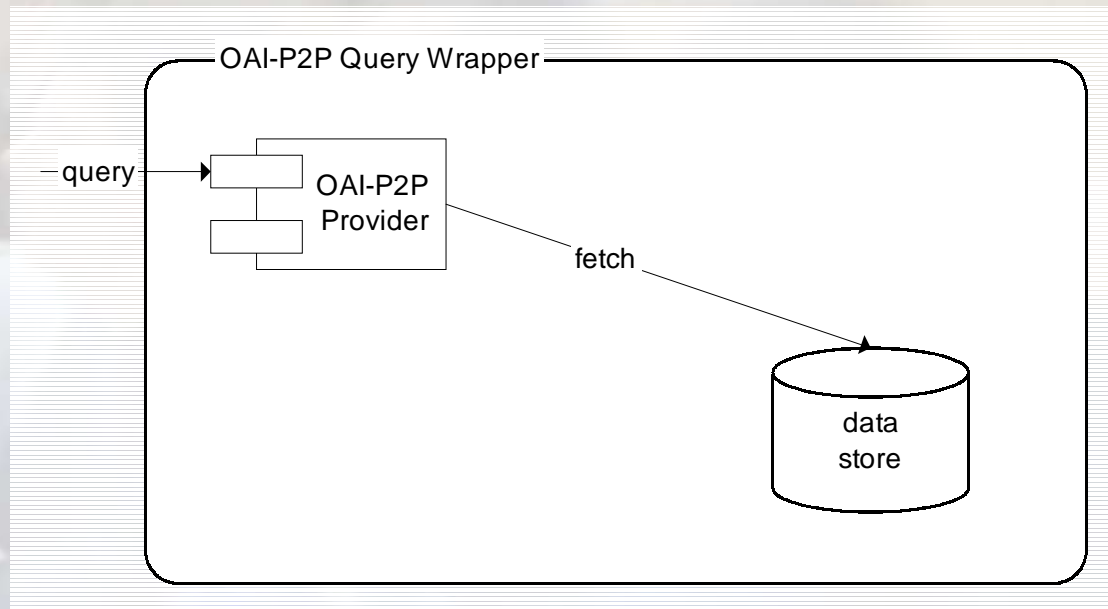 OAI-P2P Query Wrapper
query
OAI-P2P
Provider
fetch
data
store